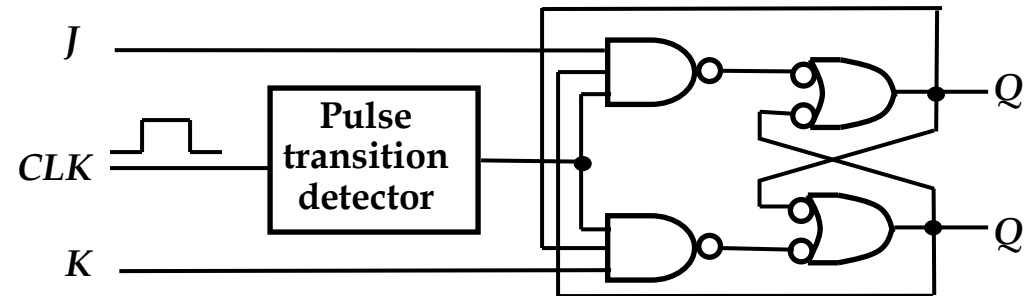 J
Pulse
transition
detector
CLK
K
Q
Q